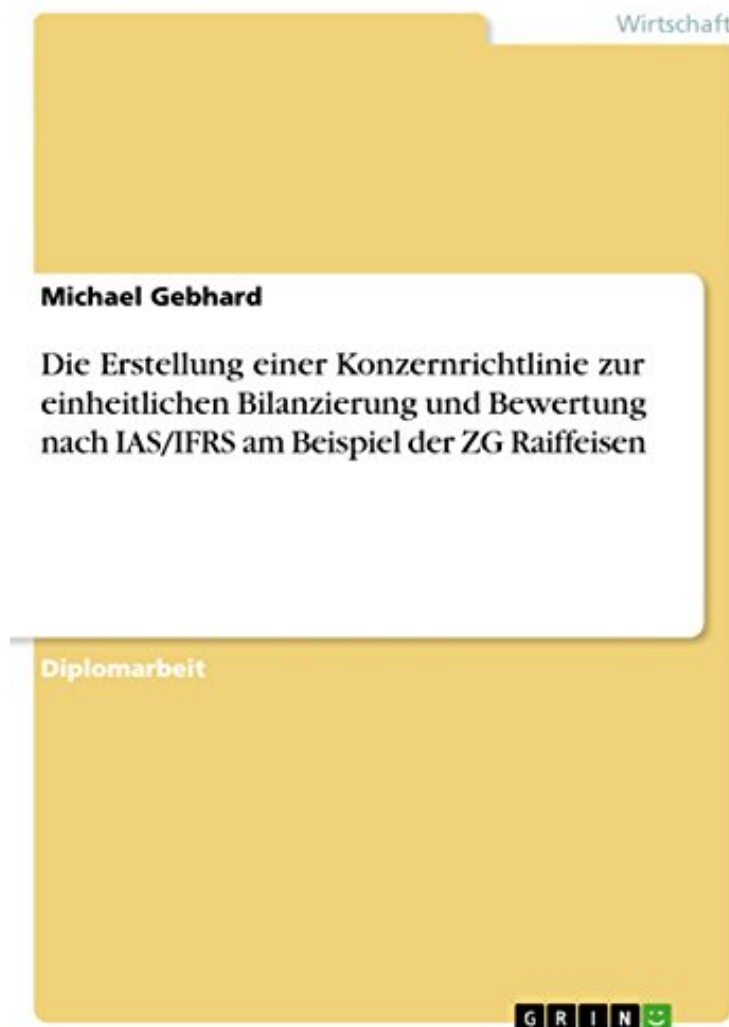 Wirtschaft
Michael Gebhard
Die Erstellung einer Konzernrichtlinie zur
einheitlichen Bilanzierung und Bewertung
nach IAS/IFRS am Beispiel der ZG Raiffeisen
Diplomarbeit
GRIN